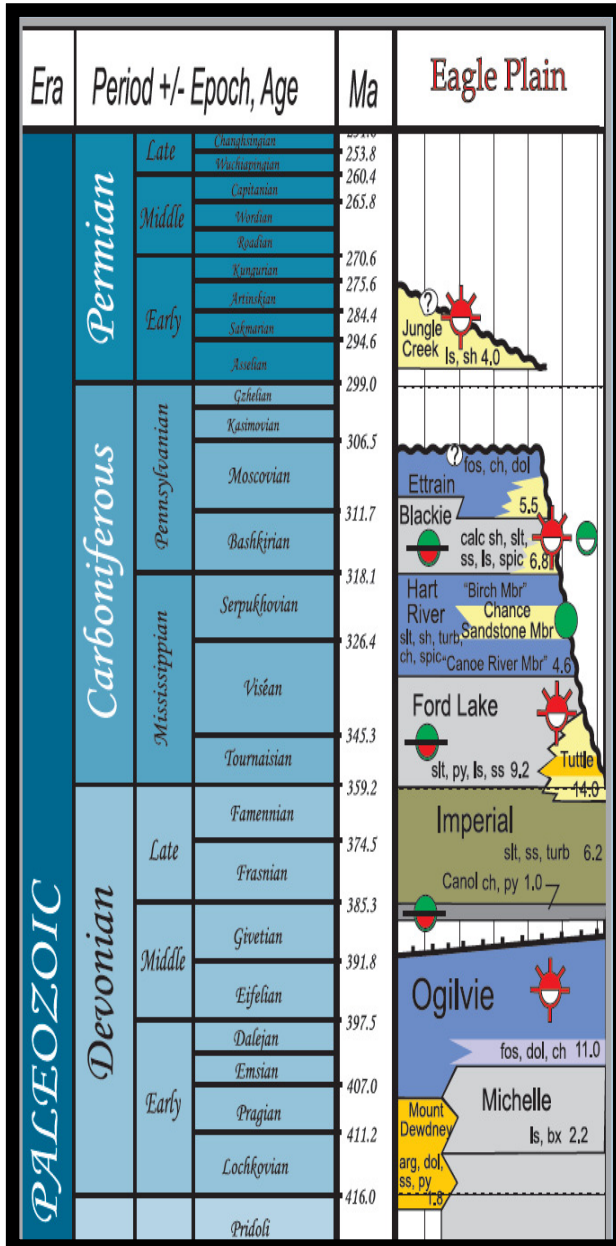 Era
Period +/- Epoch, Age
Ma
Eagle Plain
PALEOZOIC
Permian
Late
Changhsingian
Wuchiapingian
Middle
Capitanian
Wordian
Roadian
Early
Kungurian
Artinskian
Sakmarian
Asselian
Carboniferous
Pennsylvanian
Gzhelian
Kasimovian
Moscovian
Bashkirian
Mississippian
Serpukhovian
Viséan
Tournaisian
Devonian
Late
Famennian
Frasnian
Middle
Givetian
Eifelian
Early
Dalejan
Emsian
Pragian
Lochkovian
Pridoli
253.8
260.4
265.8
270.6
275.6
284.4
294.6
299.0
306.5
311.7
318.1
326.4
345.3
359.2
374.5
385.3
391.8
397.5
407.0
411.2
416.0
?
Jungle
Creek
ls, sh 4.0
?
fos, ch, dol
Ettrain
5.5
Blackie
calc sh, slt,
ss, ls, spic
6.8
Hart
River
"Birch Mbr"
Chance
Sandstone Mbr
slt, sh, turb,
ch, spic
"Canoe River Mbr" 4.6
Ford Lake
Tuttle
slt, py, ls, ss 9.2
14.0
Imperial
slt, ss, turb 6.2
Canol ch, py 1.0
Ogilvie
fos, dol, ch 11.0
Michelle
ls, bx 2.2
Mount
Dewdney
arg, dol,
ss, py
1.8